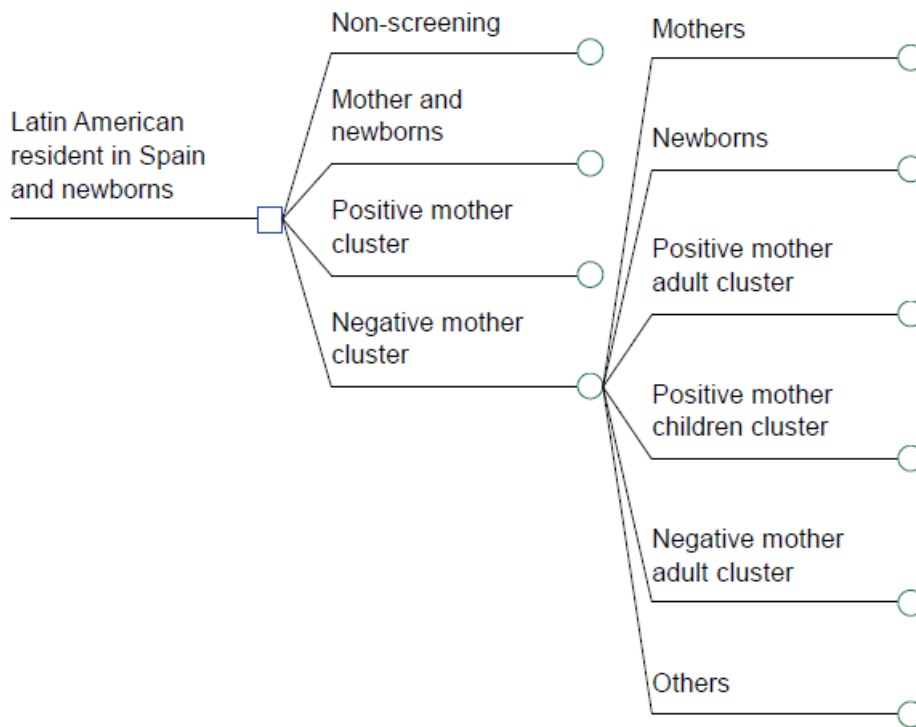 Latin American
resident in Spain
and newborns
Non-screening
Mother and
newborns
Positive mother
cluster
Negative mother
cluster
Mothers
Newborns
Positive mother
adult cluster
Positive mother
children cluster
Negative mother
adult cluster
Others